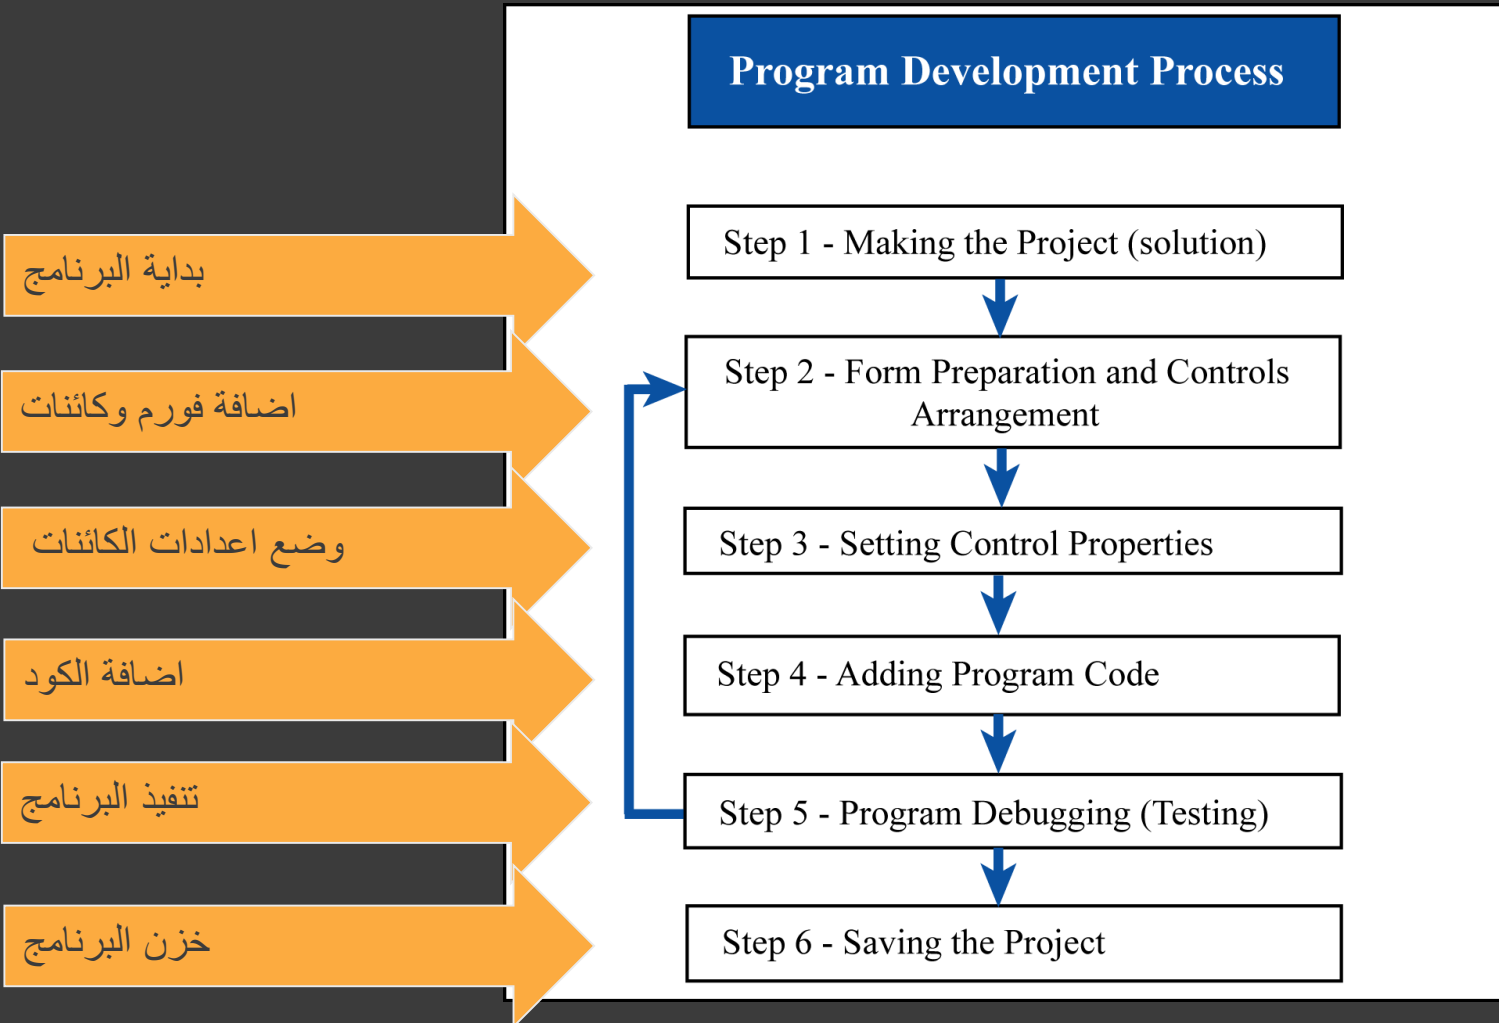 Program Development Process
بداية البرنامج
Step 1 - Making the Project (solution)
اضافة فورم وكائنات
Step 2 - Form Preparation and Controls
Arrangement
وضع اعدادات الكائنات
Step 3 - Setting Control Properties
اضافة الكود
Step 4 - Adding Program Code
تنفيذ البرنامج
Step 5 - Program Debugging (Testing)
خزن البرنامج
Step 6 - Saving the Project